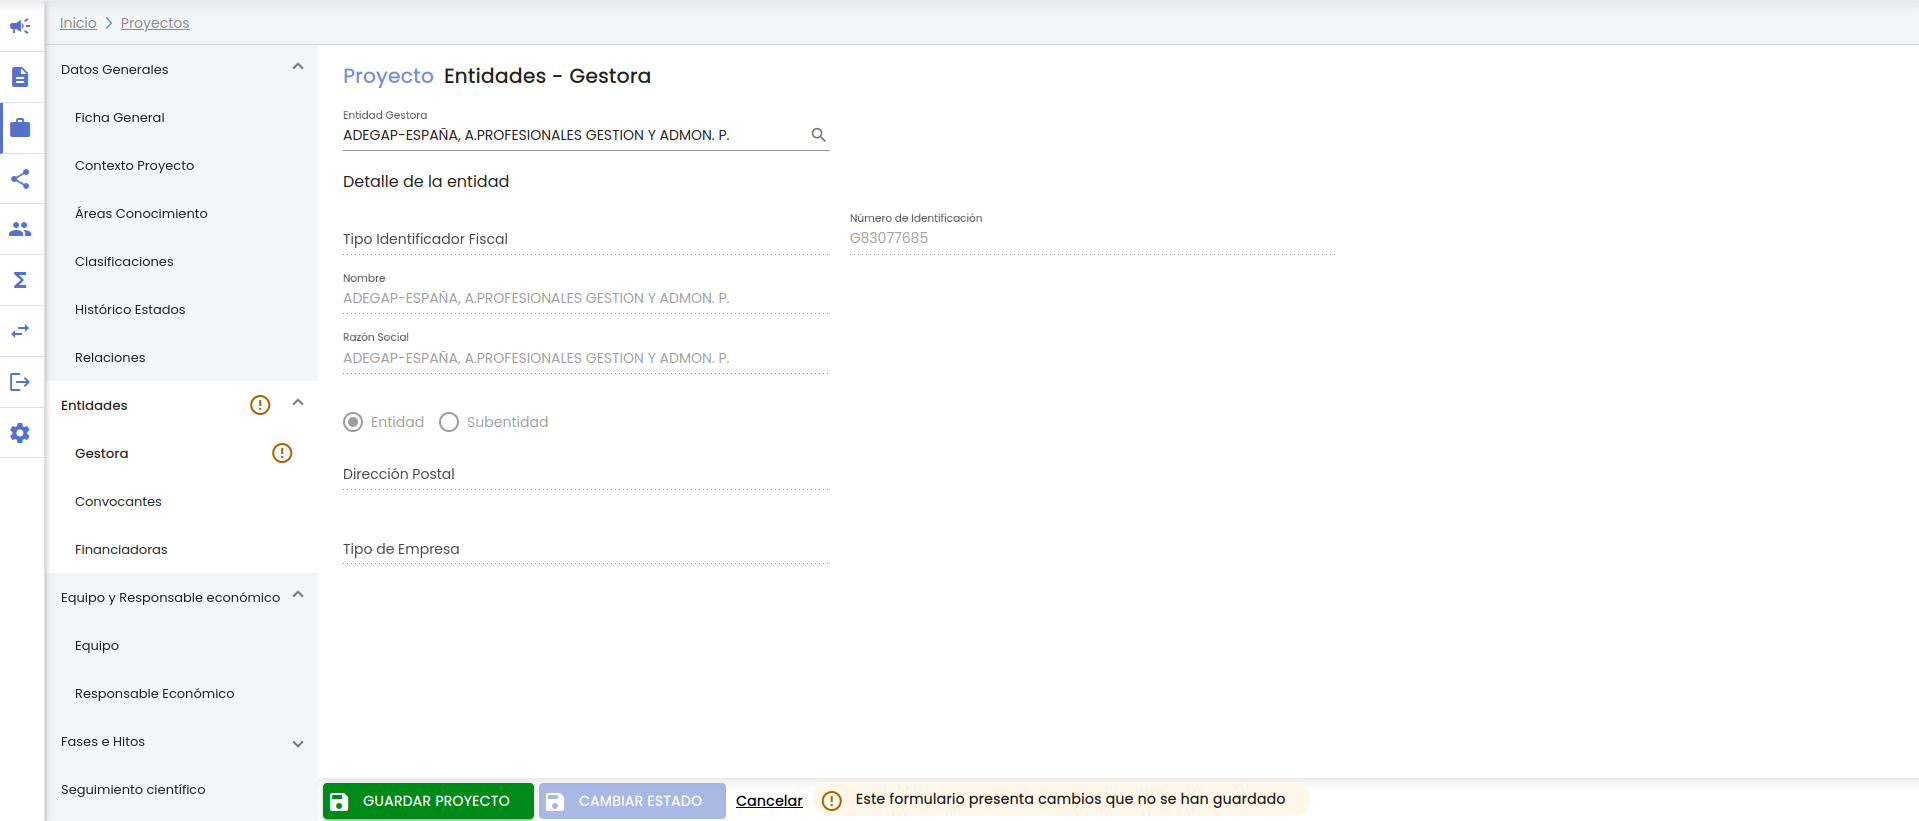 Inicio > Proyectos
Datos Generales
Ficha General
Contexto Proyecto
Áreas Conocimiento
Clasificaciones
Histórico Estados
Relaciones
Entidades
Gestora
Convocantes
Financiadoras
Equipo y Responsable económico
Equipo
Responsable Económico
Fases e Hitos
Seguimiento científico
Proyecto Entidades - Gestora
Entidad Gestora
ADEGAP-ESPAÑA, A.PROFESIONALES GESTION Y ADMON. P.
Detalle de la entidad
Tipo Identificador Fiscal
Número de Identificación
G83077685
Nombre
ADEGAP-ESPAÑA, A.PROFESIONALES GESTION Y ADMON. P.
Razón Social
ADEGAP-ESPAÑA, A.PROFESIONALES GESTION Y ADMON. P.
Entidad Subentidad
Dirección Postal
Tipo de Empresa
GUARDAR PROYECTO CAMBIAR ESTADO Cancelar Este formulario presenta cambios que no se han guardado